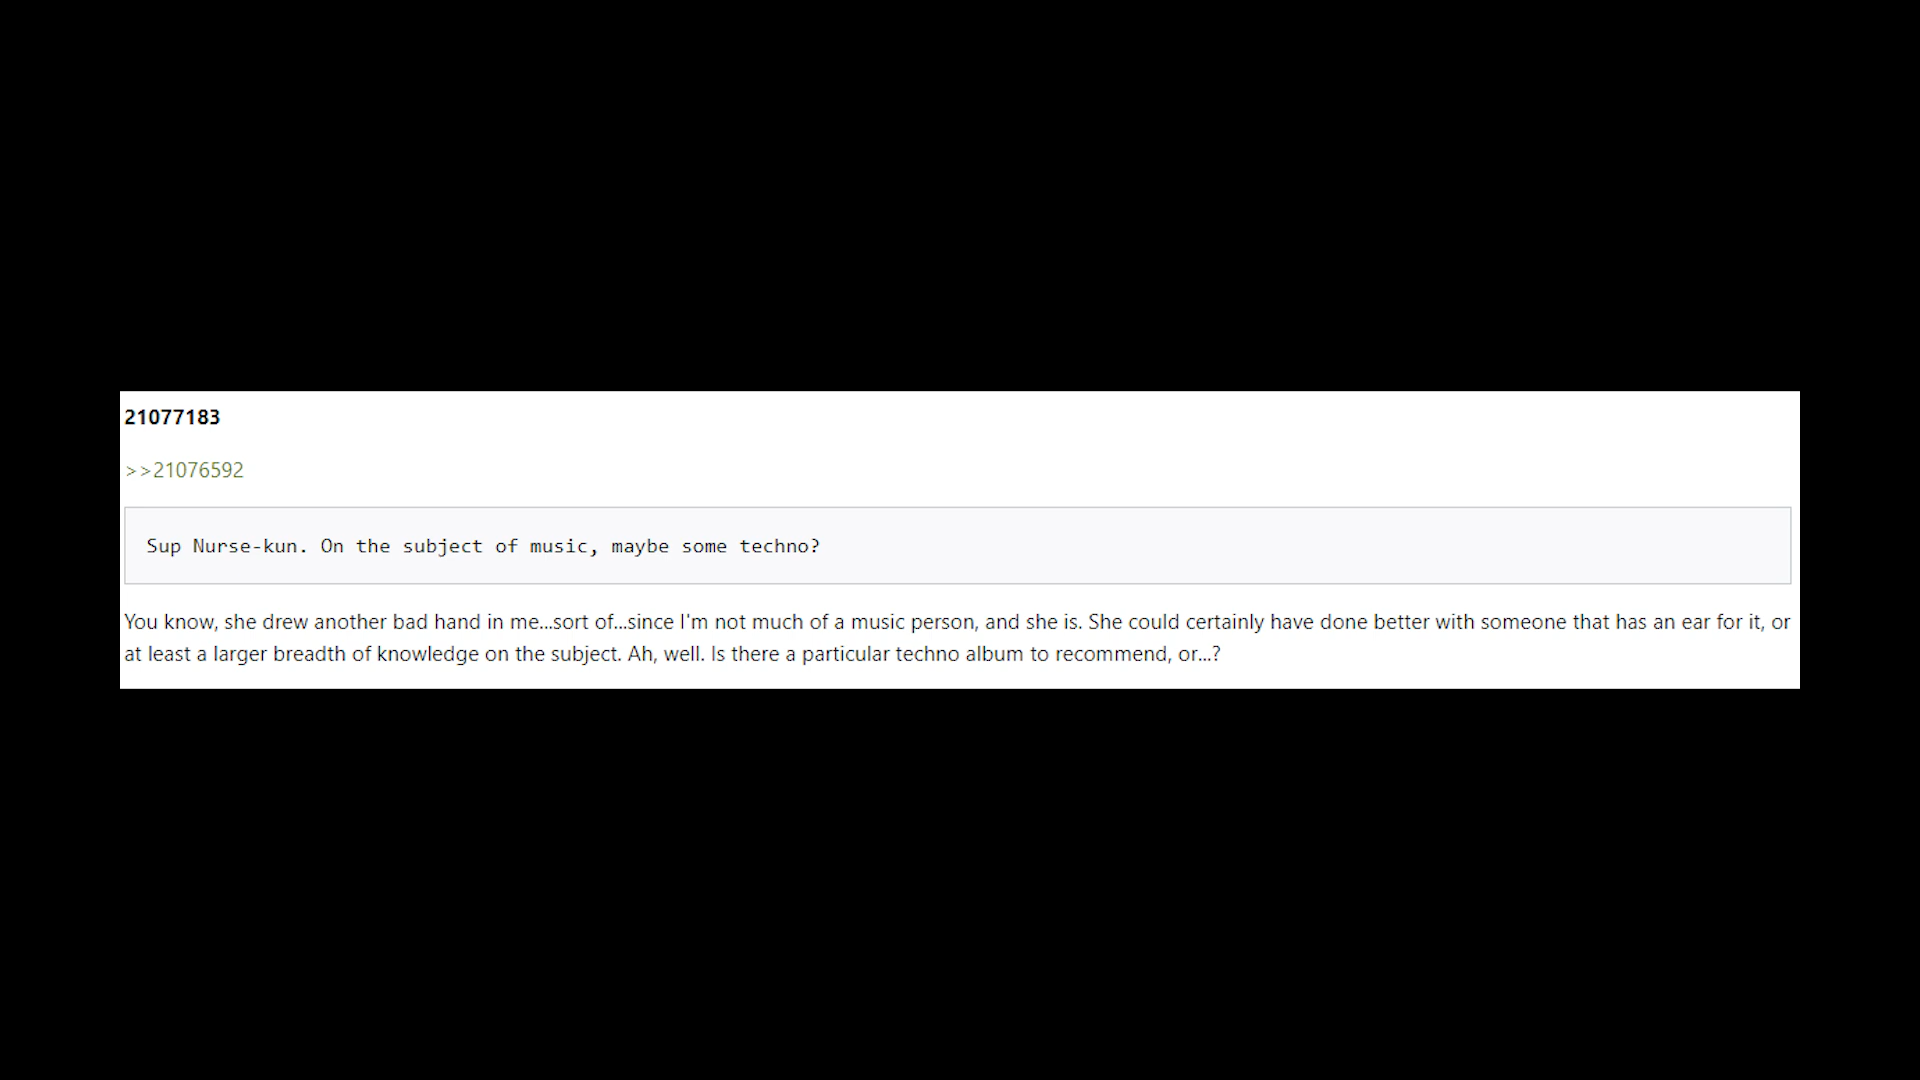 21077183
>>21076592
Sup Nurse-kun. On the subject of music, maybe some techno?
You know, she drew another bad hand in me...sort of...since I'm not much of a music person, and she is. She could certainly have done better with someone that has an ear for it, or
at least a larger breadth of knowledge on the subject. Ah, well. Is there a particular techno album to recommend, or...?